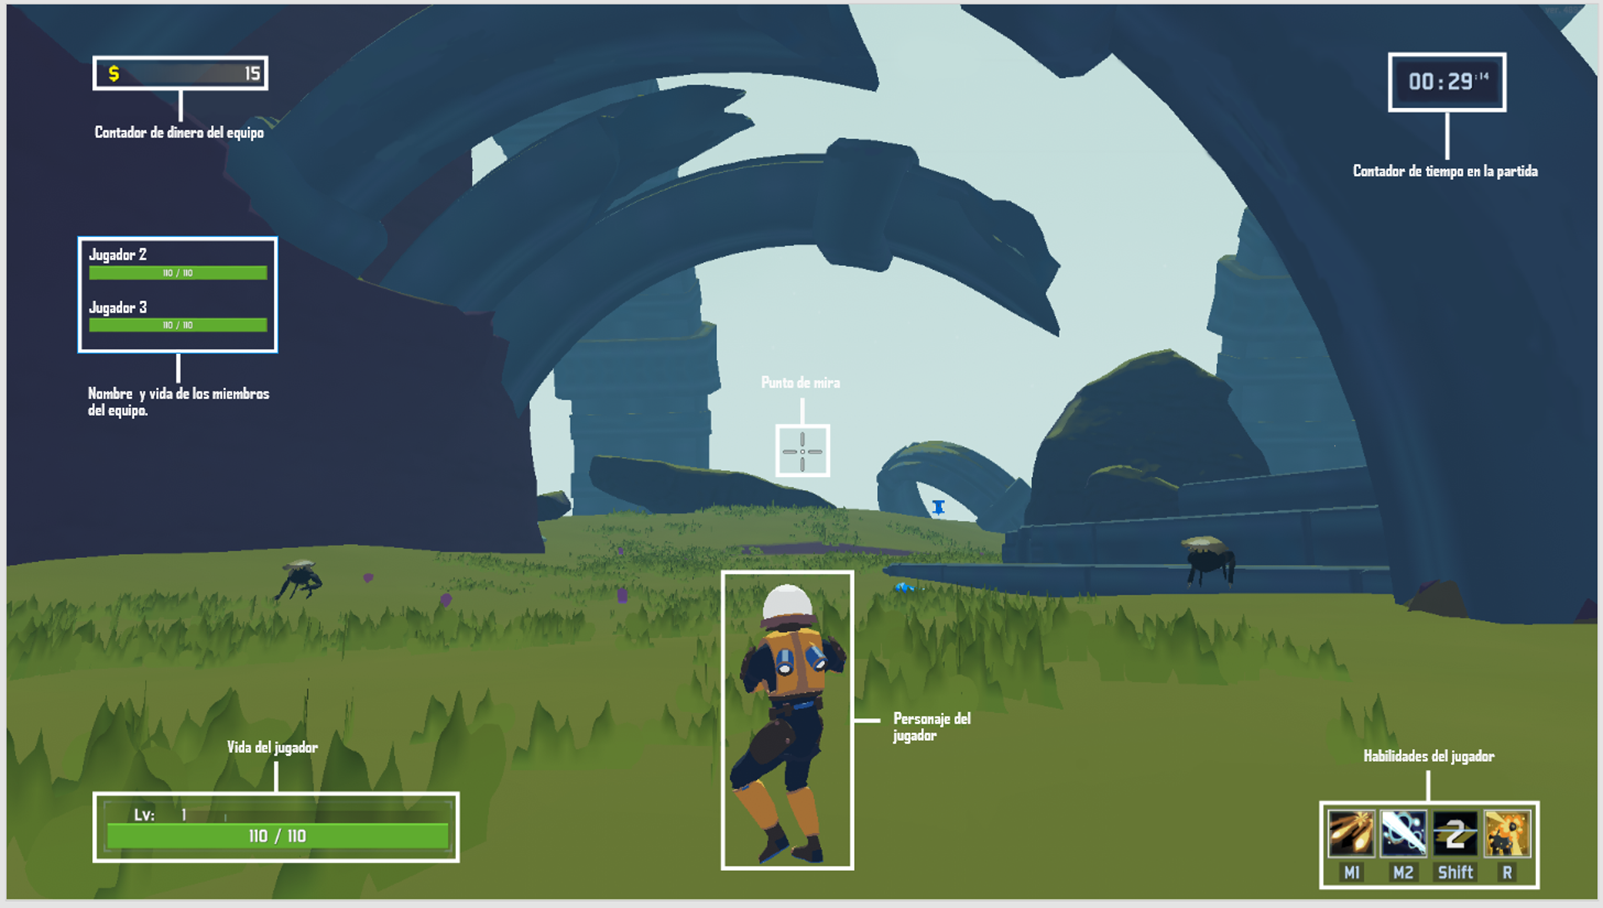 $ 15
Contador de dinero del equipo
00:29:14
Contador de tiempo en la partida
Jugador 2
110 / 110
Jugador 3
110 / 110
Nombre y vida de los miembros
del equipo.
Punto de mira
Personaje del
jugador
Vida del jugador
Lv: 1
110 / 110
Habilidades del jugador
2
M1 M2 Shift R